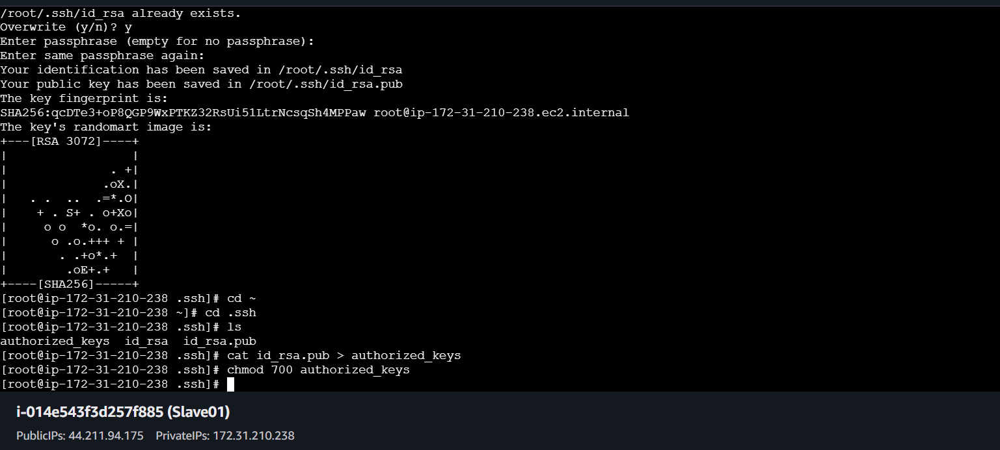 /root/.ssh/id_rsa already exists.
Overwrite (y/n)? y
Enter passphrase (empty for no passphrase):
Enter same passphrase again:
Your identification has been saved in /root/.ssh/id_rsa
Your public key has been saved in /root/.ssh/id_rsa.pub
The key fingerprint is:
SHA256:qcDTe3+oP8QGP9WxPTKZ32RsUi51LtrNcsqSh4MPPaw root@ip-172-31-210-238.ec2.internal
The key's randomart image is:
+---[RSA 3072]----+
|                 |
|              . +|
|             .oX.|
|   . .  ..  .=*.O|
|    + . S+ . o+Xo|
|     o o  *o. o.=|
|      o .o.+++ + |
|       . .+o*.+  |
|        .oE+.+   |
+----[SHA256]-----+
[root@ip-172-31-210-238 .ssh]# cd ~
[root@ip-172-31-210-238 ~]# cd .ssh
[root@ip-172-31-210-238 .ssh]# ls
authorized_keys  id_rsa  id_rsa.pub
[root@ip-172-31-210-238 .ssh]# cat id_rsa.pub > authorized_keys
[root@ip-172-31-210-238 .ssh]# chmod 700 authorized_keys
[root@ip-172-31-210-238 .ssh]#
i-014e543f3d257f885 (Slave01)
PublicIPs: 44.211.94.175 PrivateIPs: 172.31.210.238